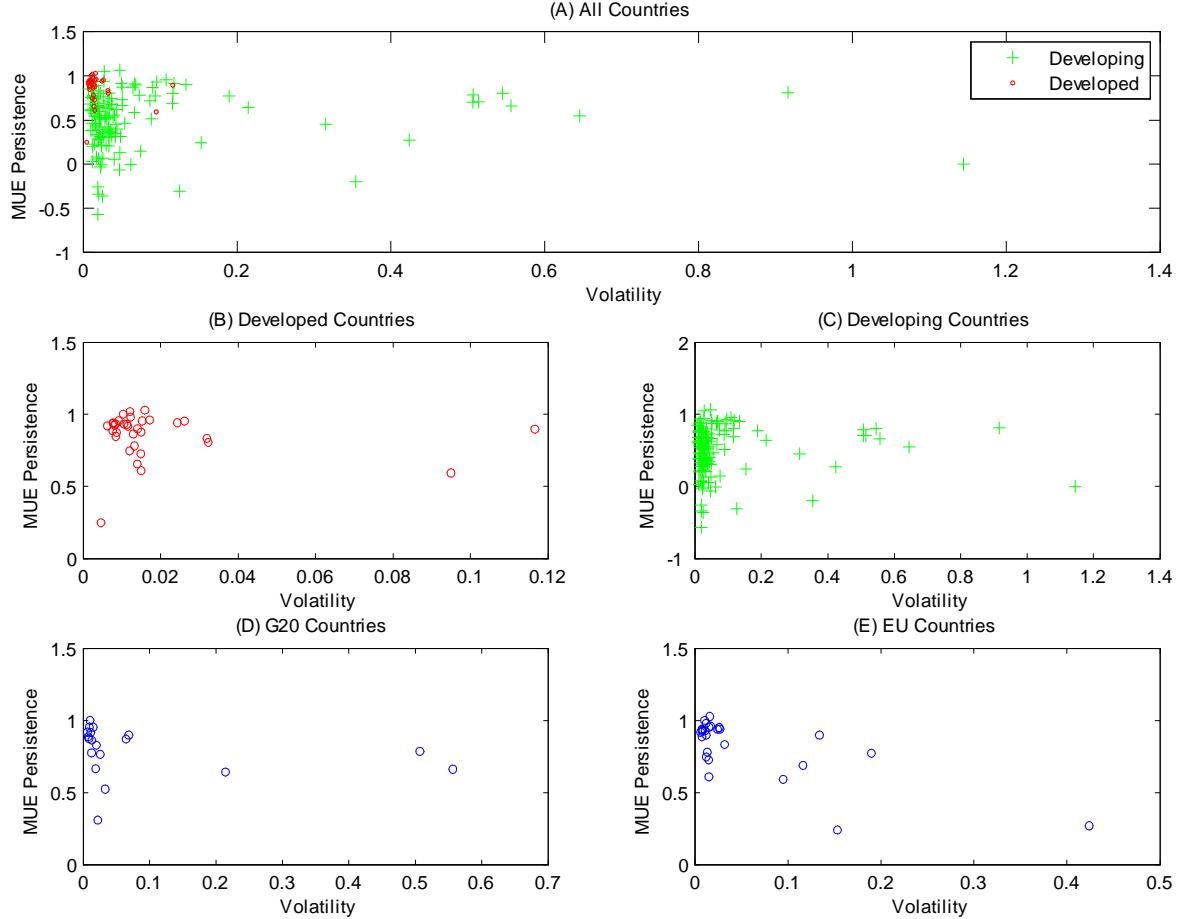 (A) All Countries
1.5
1
0.5
0
-0.5
-1
MUE Persistence
Developing
Developed
0 0.2 0.4 0.6 0.8 1 1.2 1.4
Volatility
(B) Developed Countries
1.5
1
0.5
0
MUE Persistence
0 0.02 0.04 0.06 0.08 0.1 0.12
Volatility
(C) Developing Countries
2
1
0
-1
MUE Persistence
0 0.2 0.4 0.6 0.8 1 1.2 1.4
Volatility
(D) G20 Countries
1.5
1
0.5
0
MUE Persistence
0 0.1 0.2 0.3 0.4 0.5 0.6 0.7
Volatility
(E) EU Countries
1.5
1
0.5
0
MUE Persistence
0 0.1 0.2 0.3 0.4 0.5
Volatility